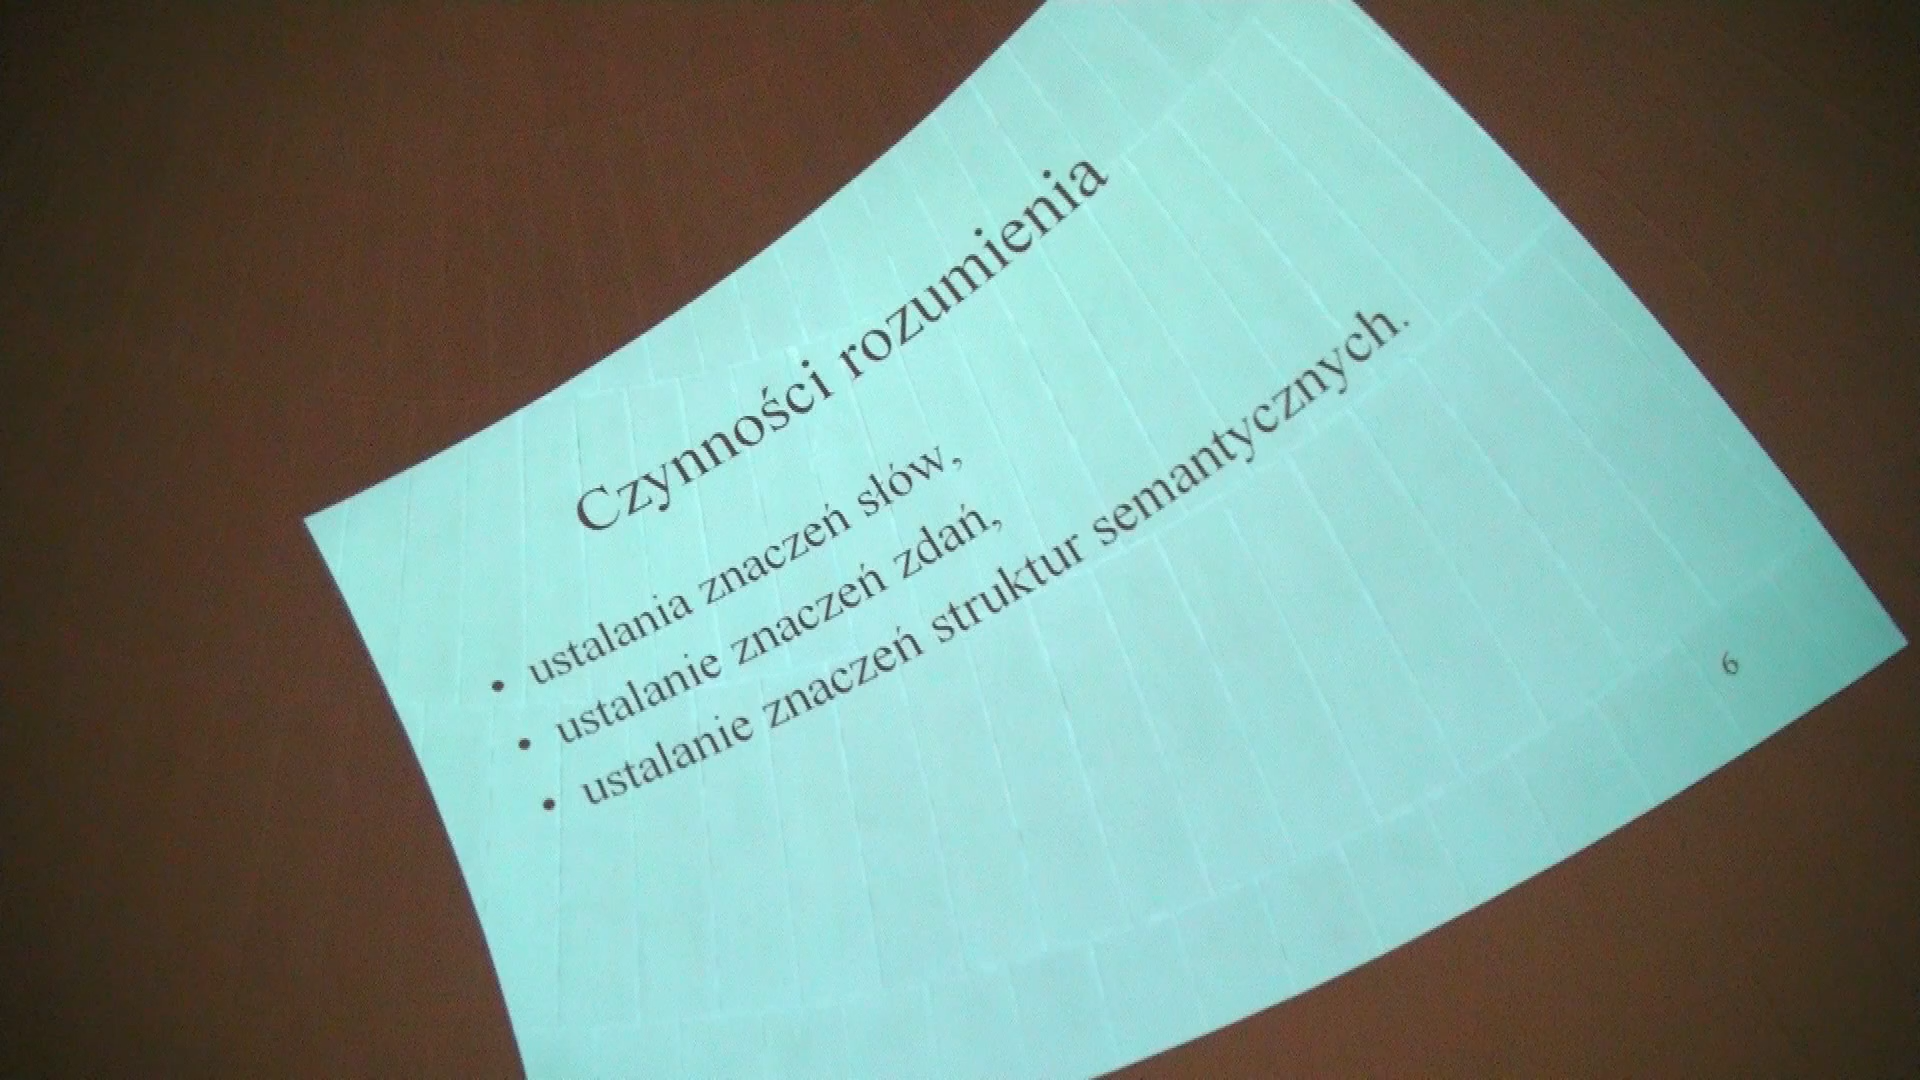 Czynności rozumienia
• ustalania znaczeń słów,
• ustalanie znaczeń zdań,
• ustalanie znaczeń struktur semantycznych.
6